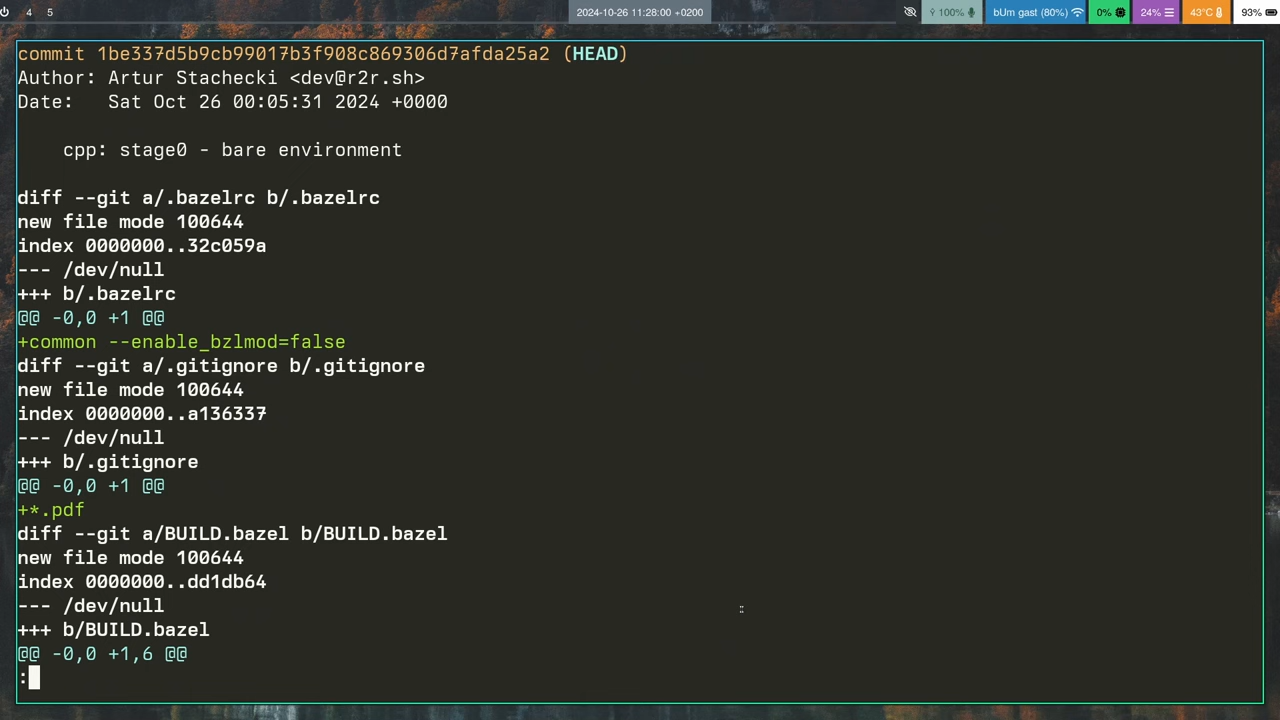 4 5 2024-10-26 11:28:00 +0200 100% bUm gast (80%) 0% 24% 43°C 93%
commit 1be337d5b9cb99017b3f908c869306d7afda25a2 (HEAD)
Author: Artur Stachecki <dev@r2r.sh>
Date:   Sat Oct 26 00:05:31 2024 +0000
    cpp: stage0 - bare environment
diff --git a/.bazelrc b/.bazelrc
new file mode 100644
index 0000000..32c059a
--- /dev/null
+++ b/.bazelrc
@@ -0,0 +1 @@
+common --enable_bzlmod=false
diff --git a/.gitignore b/.gitignore
new file mode 100644
index 0000000..a136337
--- /dev/null
+++ b/.gitignore
@@ -0,0 +1 @@
+*.pdf
diff --git a/BUILD.bazel b/BUILD.bazel
new file mode 100644
index 0000000..dd1db64
--- /dev/null
+++ b/BUILD.bazel
@@ -0,0 +1,6 @@
: